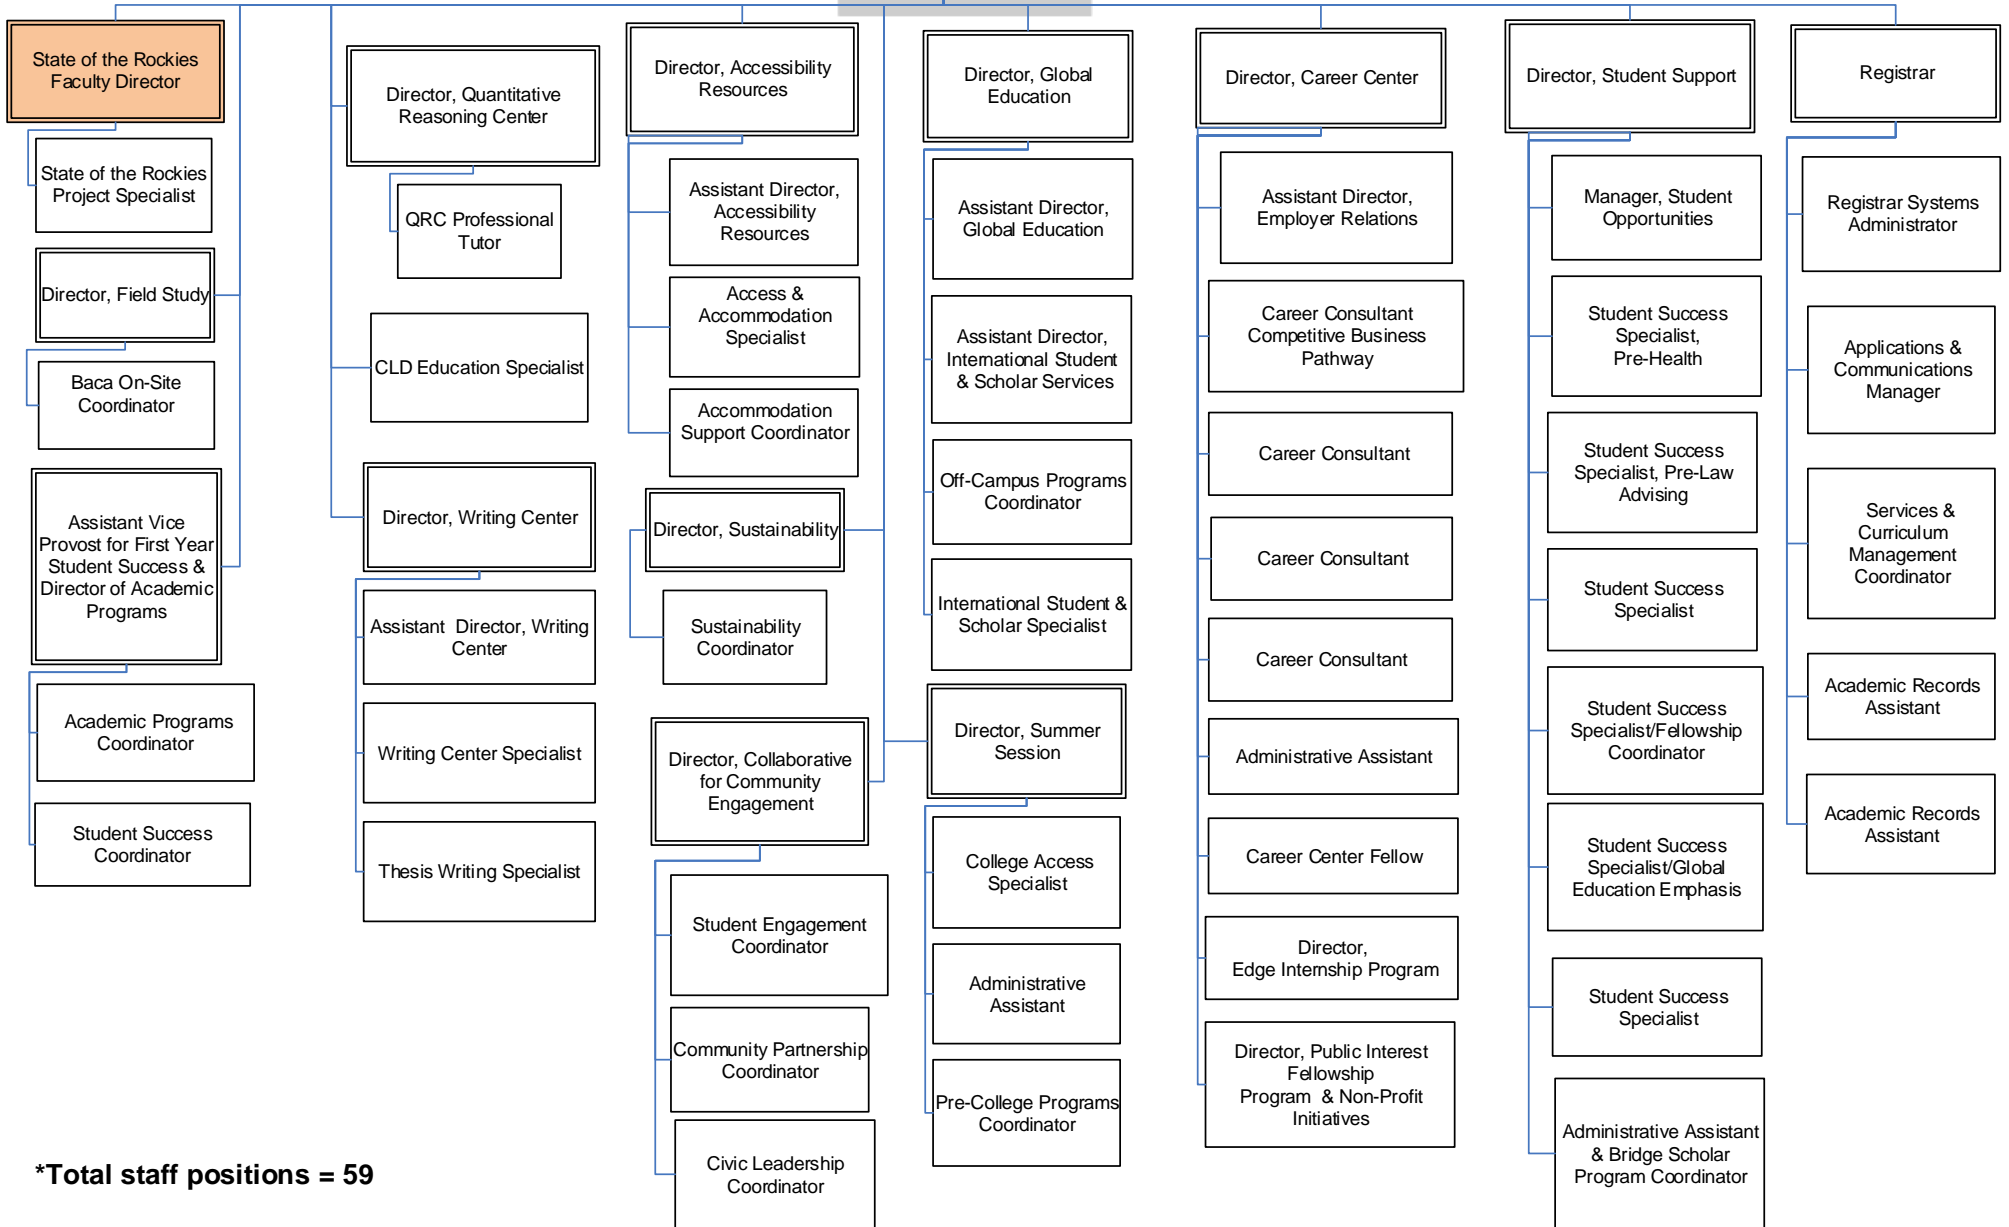 State of the Rockies
Faculty Director
State of the Rockies
Project Specialist
Director, Field Study
Baca On-Site
Coordinator
Assistant Vice
Provost for First Year
Student Success &
Director of Academic
Programs
Academic Programs
Coordinator
Student Success
Coordinator
Director, Quantitative
Reasoning Center
QRC Professional
Tutor
CLD Education Specialist
Director, Writing Center
Assistant Director, Writing
Center
Writing Center Specialist
Thesis Writing Specialist
Director, Accessibility
Resources
Assistant Director,
Accessibility
Resources
Access &
Accommodation
Specialist
Accommodation
Support Coordinator
Director, Sustainability
Sustainability
Coordinator
Director, Collaborative
for Community
Engagement
Student Engagement
Coordinator
Community Partnership
Coordinator
Civic Leadership
Coordinator
Director, Global
Education
Assistant Director,
Global Education
Assistant Director,
International Student
& Scholar Services
Off-Campus Programs
Coordinator
International Student &
Scholar Specialist
Director, Summer
Session
College Access
Specialist
Administrative
Assistant
Pre-College Programs
Coordinator
Director, Career Center
Assistant Director,
Employer Relations
Career Consultant
Competitive Business
Pathway
Career Consultant
Career Consultant
Career Consultant
Administrative Assistant
Career Center Fellow
Director,
Edge Internship Program
Director, Public Interest
Fellowship
Program & Non-Profit
Initiatives
Director, Student Support
Manager, Student
Opportunities
Student Success
Specialist,
Pre-Health
Student Success
Specialist, Pre-Law
Advising
Student Success
Specialist
Student Success
Specialist/Fellowship
Coordinator
Student Success
Specialist/Global
Education Emphasis
Student Success
Specialist
Administrative Assistant
& Bridge Scholar
Program Coordinator
Registrar
Registrar Systems
Administrator
Applications &
Communications
Manager
Services &
Curriculum
Management
Coordinator
Academic Records
Assistant
Academic Records
Assistant
*Total staff positions = 59